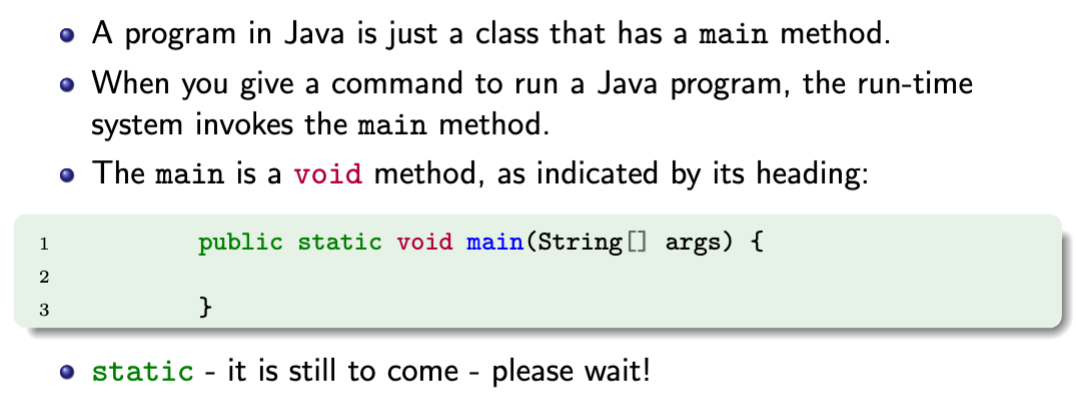 A program in Java is just a class that has a main method.
When you give a command to run a Java program, the run-time
system invokes the main method.
The main is a void method, as indicated by its heading:
1 public static void main(String[] args) {
2
3 }
static - it is still to come - please wait!